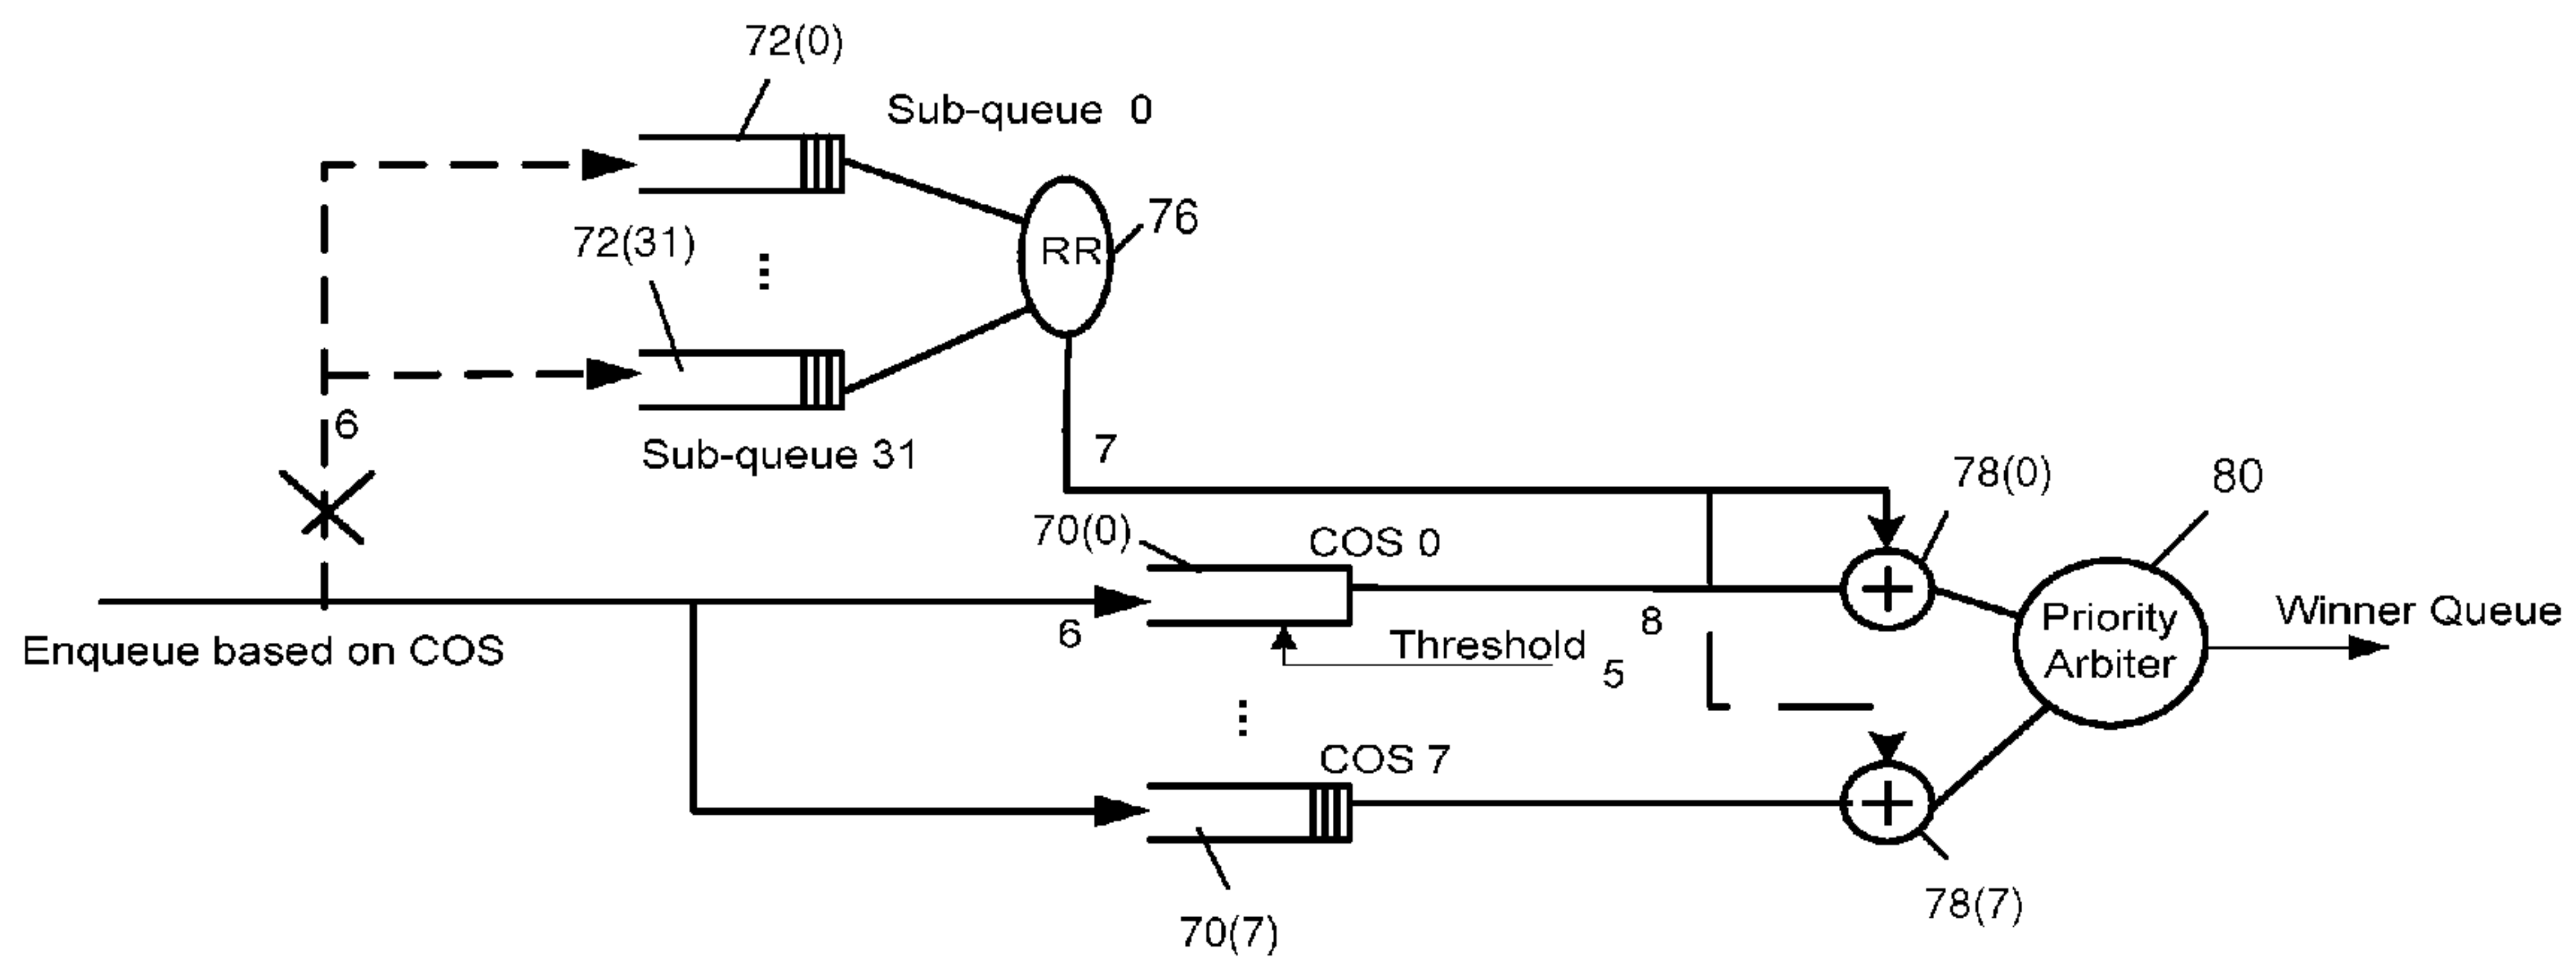 72(0)
Sub-queue 0
72(31)
RR
76
6
Sub-queue 31
7
78(0)
80
70(0)
COS 0
Enqueue based on COS
6
Threshold
5
8
Priority
Arbiter
Winner Queue
COS 7
70(7)
78(7)